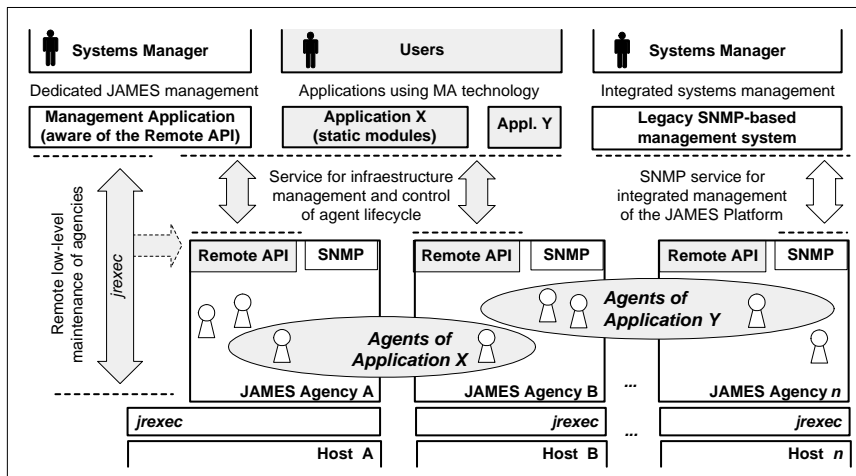 Systems Manager
Users
Systems Manager
Dedicated JAMES management
Applications using MA technology
Integrated systems management
Management Application
(aware of the Remote API)
Application X
(static modules)
Appl. Y
Legacy SNMP-based
management system
Remote low-level
maintenance of agencies
jrexec
Service for infraestructure
management and control
of agent lifecycle
SNMP service for
integrated management
of the JAMES Platform
Remote API
SNMP
Remote API
SNMP
Remote API
SNMP
Agents of
Application X
Agents of
Application Y
JAMES Agency A
JAMES Agency B
...
JAMES Agency n
jrexec
jrexec
...
jrexec
Host A
Host B
Host n